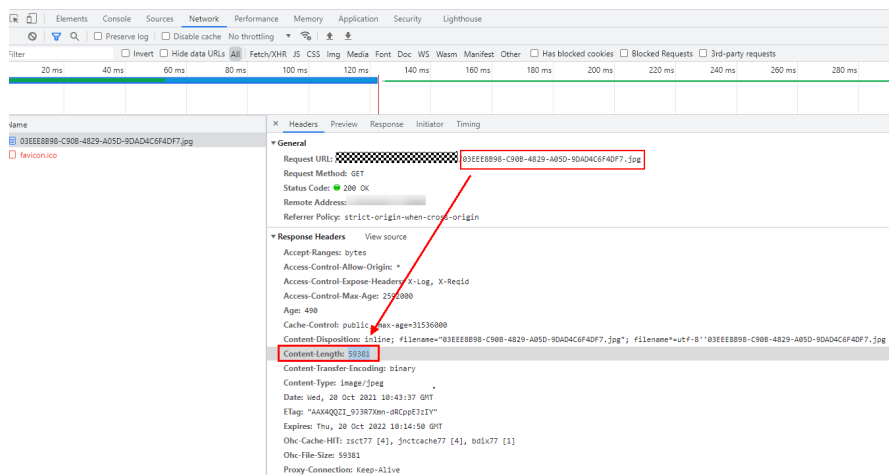 Elements Console Sources Network Performance Memory Application Security Lighthouse
Preserve log Disable cache No throttling
Filter Invert Hide data URLs All Fetch/XHR JS CSS Img Media Font Doc WS Wasm Manifest Other Has blocked cookies Blocked Requests 3rd-party requests
20 ms 40 ms 60 ms 80 ms 100 ms 120 ms 140 ms 160 ms 180 ms 200 ms 220 ms 240 ms 260 ms 280 ms
Name × Headers Preview Response Initiator Timing
03EEE8B98-C90B-4829-A05D-9DAD4C6F4DF7.jpg
favicon.ico
General
Request URL: 03EEE8B98-C90B-4829-A05D-9DAD4C6F4DF7.jpg
Request Method: GET
Status Code: 200 OK
Remote Address:
Referrer Policy: strict-origin-when-cross-origin
Response Headers View source
Accept-Ranges: bytes
Access-Control-Allow-Origin: *
Access-Control-Expose-Headers: X-Log, X-Reqid
Access-Control-Max-Age: 2592000
Age: 490
Cache-Control: public, max-age=31536000
Content-Disposition: inline; filename="03EEE8B98-C90B-4829-A05D-9DAD4C6F4DF7.jpg"; filename*=utf-8''03EEE8B98-C90B-4829-A05D-9DAD4C6F4DF7.jpg
Content-Length: 59381
Content-Transfer-Encoding: binary
Content-Type: image/jpeg
Date: Wed, 20 Oct 2021 10:43:37 GMT
ETag: "AAX4QQZI_9J3R7Xmn-dRCppEJzIY"
Expires: Thu, 20 Oct 2022 10:14:50 GMT
Ohc-Cache-HIT: zsct77 [4], jnctcache77 [4], bdix77 [1]
Ohc-File-Size: 59381
Proxy-Connection: Keep-Alive